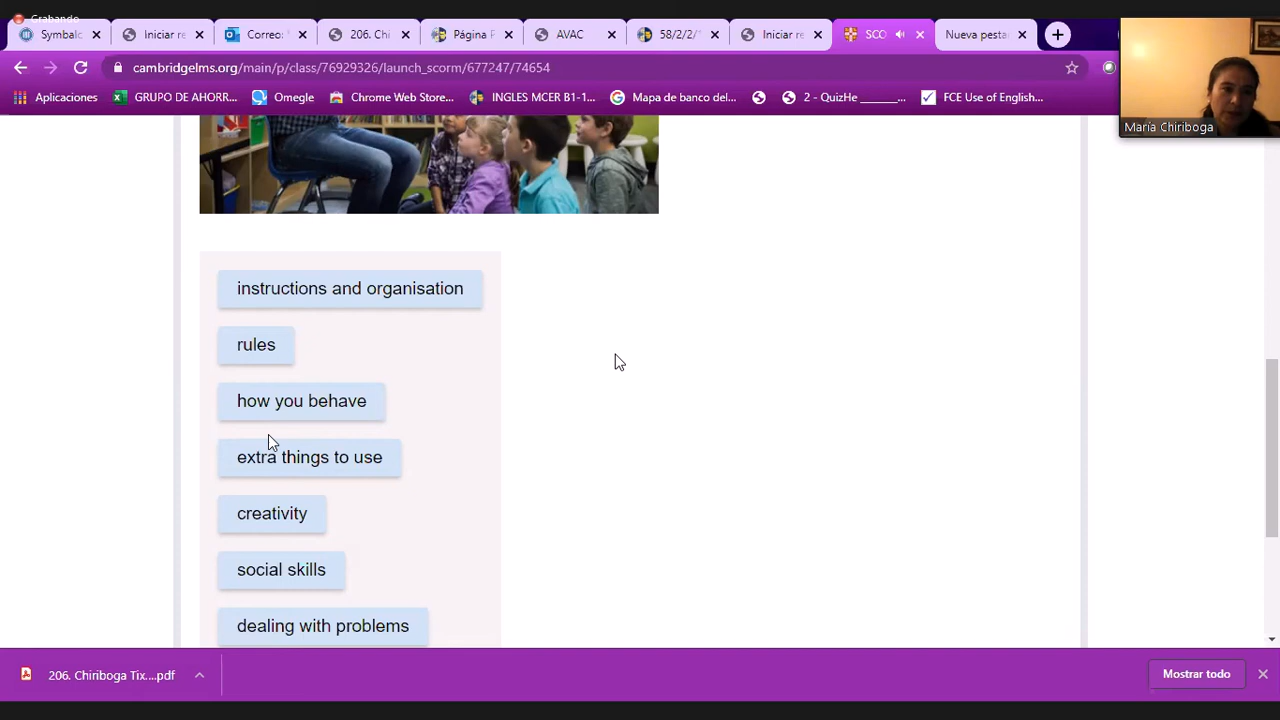 Grabando
Symbalc
iniciar re
Correo:
206. Chi
Página P
AVAC
58/2/2/
Iniciar re
SCO
Nueva pestañ
cambridgelms.org/main/p/class/76929326/launch_scorm/677247/74654
Aplicaciones
GRUPO DE AHORR...
Omegle
Chrome Web Store...
INGLES MCER B1-1...
Mapa de banco del...
2 - QuizHe ______...
FCE Use of English...
María Chiriboga
instructions and organisation
rules
how you behave
extra things to use
creativity
social skills
dealing with problems
206. Chiriboga Tix....pdf
Mostrar todo